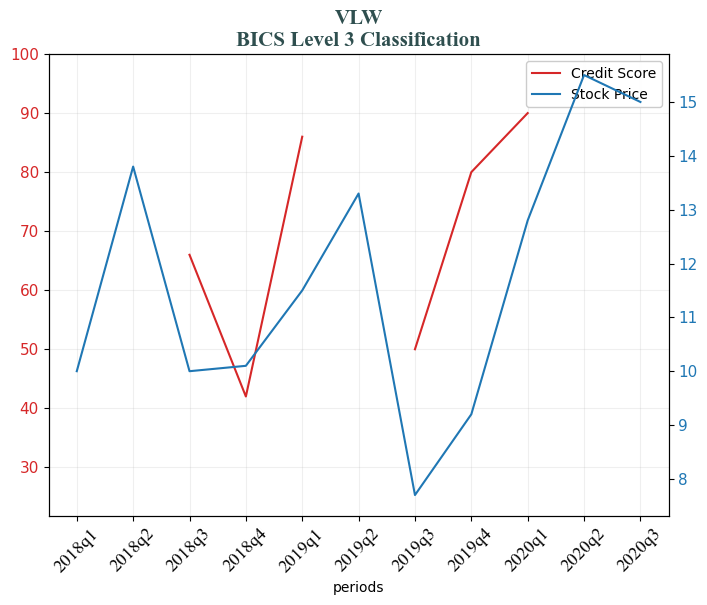 VLW
BICS Level 3 Classification
100
90
80
70
60
50
40
30
Credit Score
Stock Price
15
14
13
12
11
10
9
8
2018q1
2018q2
2018q3
2018q4
2019q1
2019q2
2019q3
2019q4
2020q1
2020q2
2020q3
periods